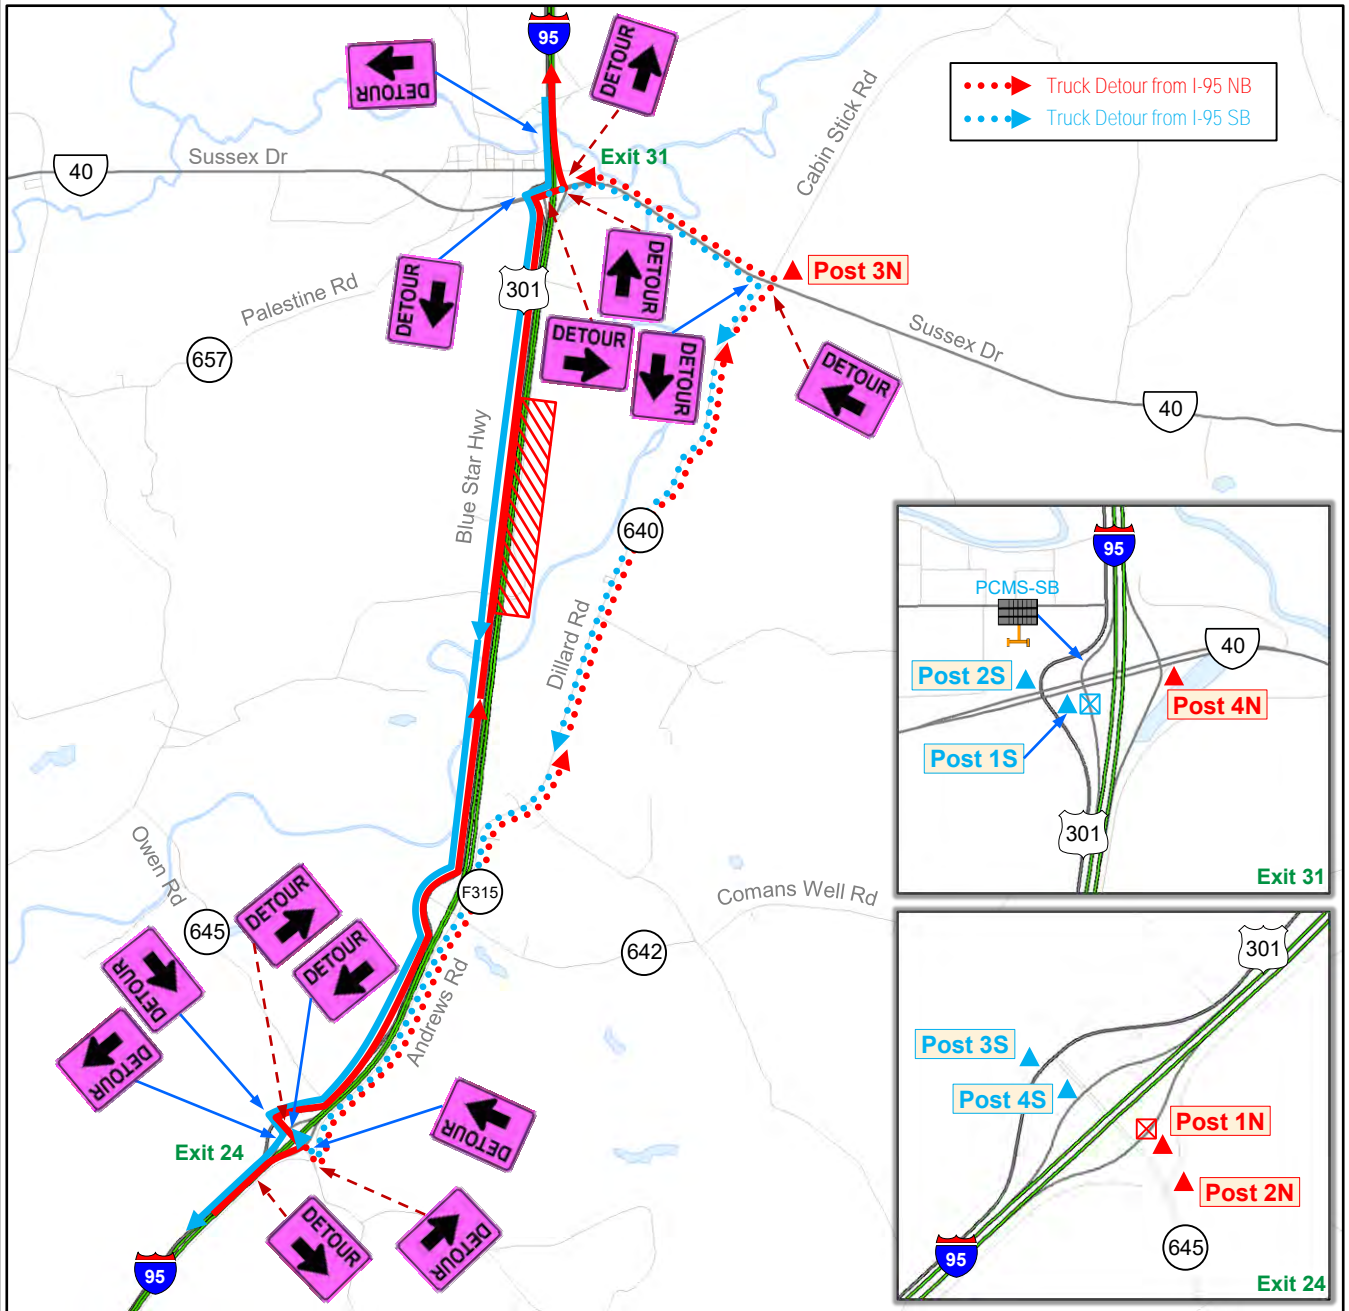 95
DETOUR
DETOUR
Truck Detour from I-95 NB
Truck Detour from I-95 SB
Cabin Stick Rd
Exit 31
Sussex Dr
40
Post 3N
DETOUR
DETOUR
301
Palestine Rd
657
DETOUR
DETOUR
DETOUR
Sussex Dr
40
Blue Star Hwy
640
Dillard Rd
95
PCMS-SB
40
Post 2S
Post 4N
Post 1S
301
Exit 31
Owen Rd
F315
Comans Well Rd
645
642
DETOUR
DETOUR
DETOUR
DETOUR
Andrews Rd
DETOUR
Exit 24
DETOUR
DETOUR
95
301
Post 3S
Post 4S
Post 1N
Post 2N
645
95
Exit 24